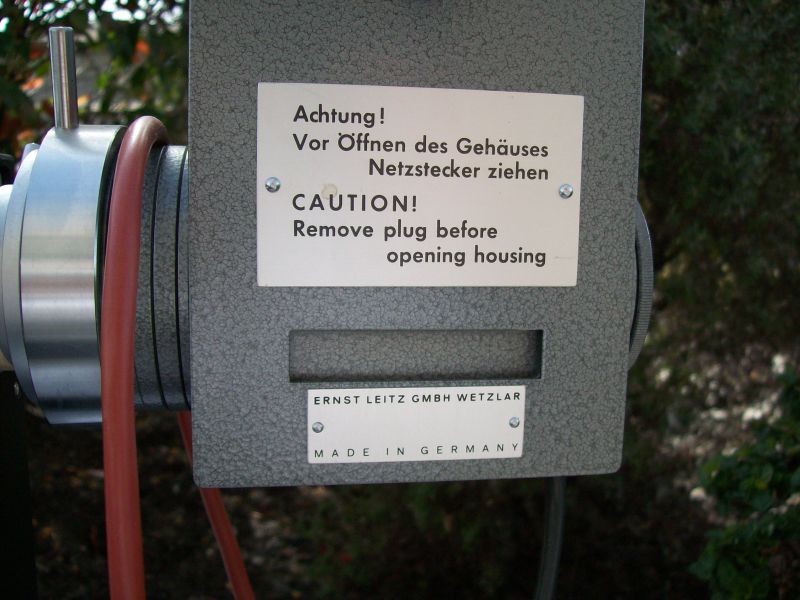 Achtung!
Vor Öffnen des Gehäuses
Netzstecker ziehen
CAUTION!
Remove plug before
opening housing
ERNST LEITZ GMBH WETZLAR
MADE IN GERMANY